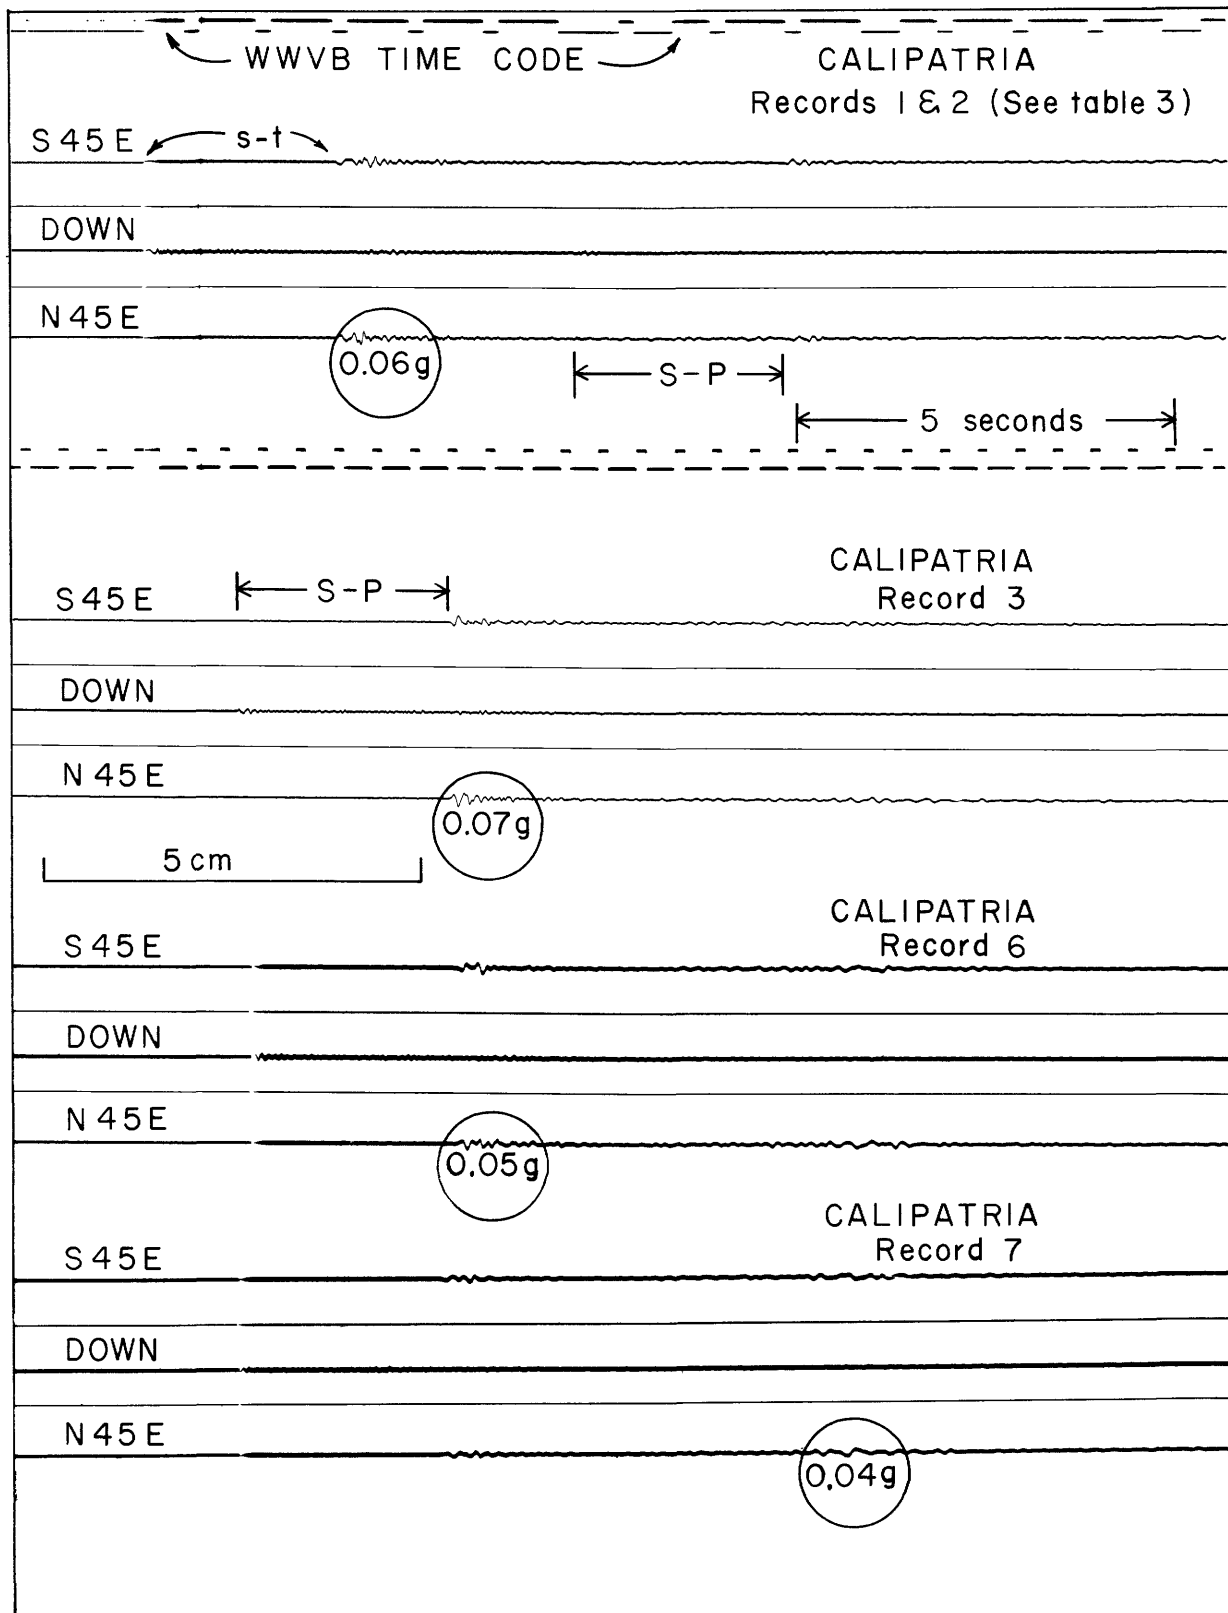 WWVB TIME CODE
CALIPATRIA
Records 1 & 2 (See table 3)
S45E
s-t
DOWN
N45E
0.06g
S-P
5 seconds
CALIPATRIA
Record 3
S-P
S45E
DOWN
N45E
0.07g
5cm
CALIPATRIA
Record 6
S45E
DOWN
N45E
0.05g
CALIPATRIA
Record 7
S45E
DOWN
N45E
0.04g